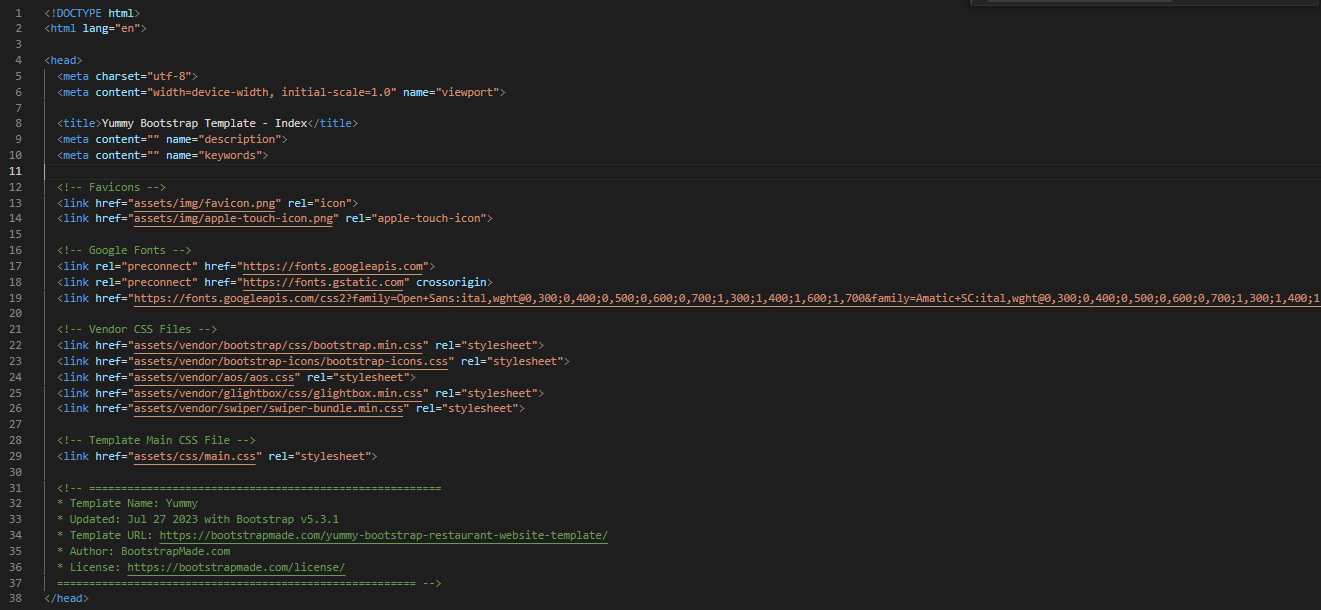 1 <!DOCTYPE html>
2 <html lang="en">
3
4 <head>
5 <meta charset="utf-8">
6 <meta content="width=device-width, initial-scale=1.0" name="viewport">
7
8 <title>Yummy Bootstrap Template - Index</title>
9 <meta content="" name="description">
10 <meta content="" name="keywords">
11
12 <!-- Favicons -->
13 <link href="assets/img/favicon.png" rel="icon">
14 <link href="assets/img/apple-touch-icon.png" rel="apple-touch-icon">
15
16 <!-- Google Fonts -->
17 <link rel="preconnect" href="https://fonts.googleapis.com">
18 <link rel="preconnect" href="https://fonts.gstatic.com" crossorigin>
19 <link href="https://fonts.googleapis.com/css2?family=Open+Sans:ital,wght@0,300;0,400;0,500;0,600;0,700;1,300;1,400;1,600;1,700&family=Amatic+SC:ital,wght@0,300;0,400;0,500;0,600;0,700;1,300;1,400;1
20
21 <!-- Vendor CSS Files -->
22 <link href="assets/vendor/bootstrap/css/bootstrap.min.css" rel="stylesheet">
23 <link href="assets/vendor/bootstrap-icons/bootstrap-icons.css" rel="stylesheet">
24 <link href="assets/vendor/aos/aos.css" rel="stylesheet">
25 <link href="assets/vendor/glightbox/css/glightbox.min.css" rel="stylesheet">
26 <link href="assets/vendor/swiper/swiper-bundle.min.css" rel="stylesheet">
27
28 <!-- Template Main CSS File -->
29 <link href="assets/css/main.css" rel="stylesheet">
30
31 <!-- =======================================================
32 * Template Name: Yummy
33 * Updated: Jul 27 2023 with Bootstrap v5.3.1
34 * Template URL: https://bootstrapmade.com/yummy-bootstrap-restaurant-website-template/
35 * Author: BootstrapMade.com
36 * License: https://bootstrapmade.com/license/
37 ======================================================== -->
38 </head>